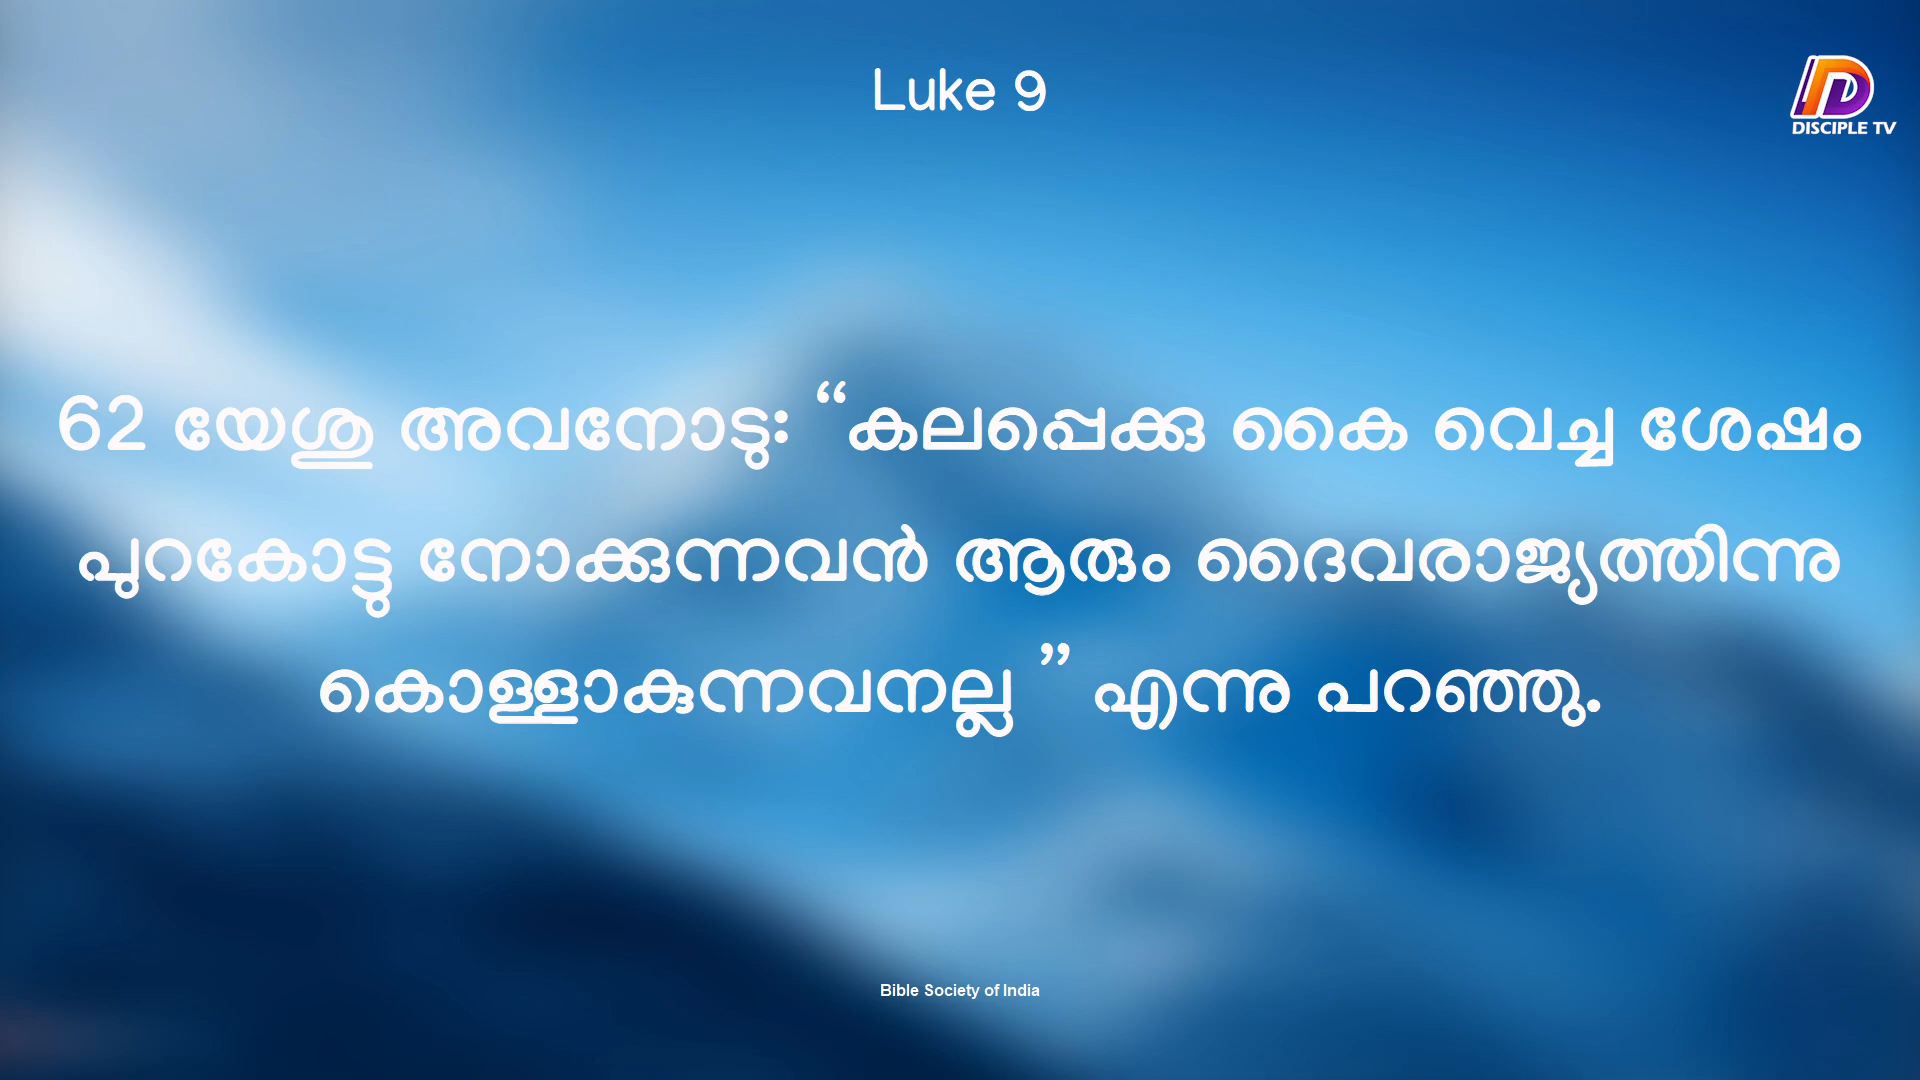 Luke 9
DISCIPLE TV
62 യേശു അവനോടു: “കലപ്പെക്കു കൈ വെച്ച ശേഷം
പുറകോട്ടു നോക്കുന്നവൻ ആരും ദൈവരാജ്യത്തിന്നു
കൊള്ളാകുന്നവനല്ല ” എന്നു പറഞ്ഞു.
Bible Society of India